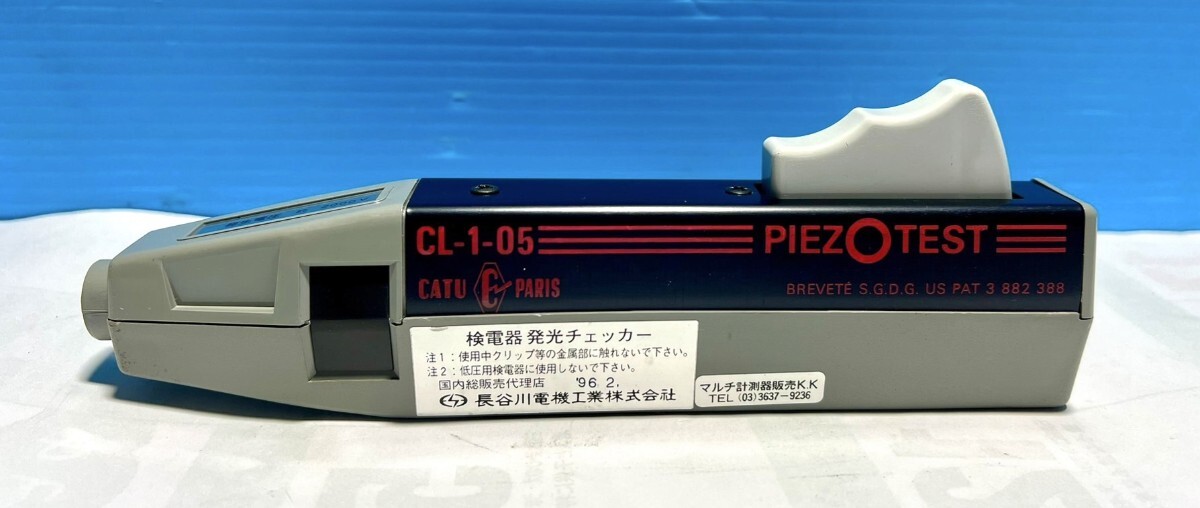 CL-1-05
PIEZOTEST
CATU PARIS
BREVETÉ S.G.D.G. US PAT 3 882 388
検電器 発光チェッカー
注1:使用中クリップ等の金属部に触れないで下さい。
注2:低圧用検電器に使用しないで下さい。
国内総販売代理店 '96 2.
長谷川電機工業株式会社
マルチ計測器販売K.K
TEL (03)3637-9236